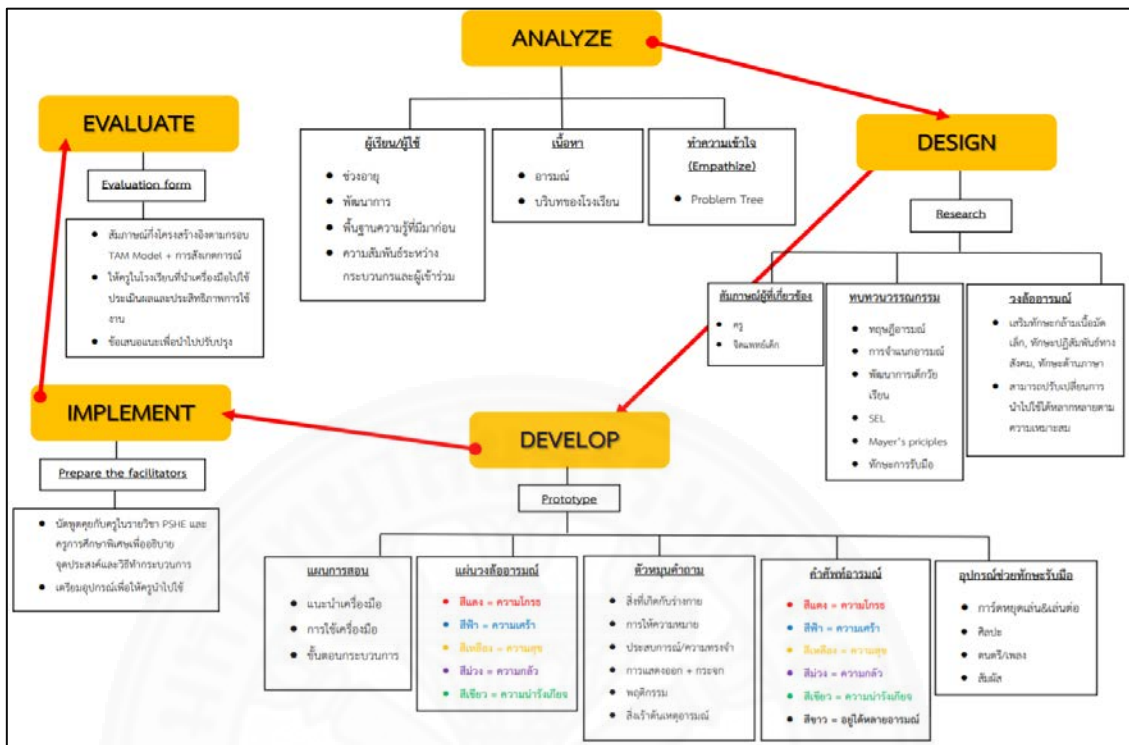 ANALYZE
ผู้เรียน/ผู้ใช้
● ช่วงอายุ
● พัฒนาการ
● พื้นฐานความรู้ที่มีมาก่อน
● ความสัมพันธ์ระหว่าง
กระบวนกรและผู้เข้าร่วม
เนื้อหา
● อารมณ์
● บริบทของโรงเรียน
ทำความเข้าใจ
(Empathize)
● Problem Tree
DESIGN
Research
สัมภาษณ์ผู้ที่เกี่ยวข้อง
● ครู
● จิตแพทย์เด็ก
ทบทวนวรรณกรรม
● ทฤษฎีอารมณ์
● การจำแนกอารมณ์
● พัฒนาการเด็กวัย
เรียน
● SEL
● Mayer's priciples
● ทักษะการรับมือ
วงล้ออารมณ์
● เสริมทักษะกล้ามเนื้อมัด
เล็ก, ทักษะปฏิสัมพันธ์ทาง
สังคม, ทักษะด้านภาษา
● สามารถปรับเปลี่ยนการ
นำไปใช้ได้หลากหลายตาม
ความเหมาะสม
DEVELOP
Prototype
แผนการสอน
● แนะนำเครื่องมือ
● การใช้เครื่องมือ
● ขั้นตอนกระบวนการ
แผ่นวงล้ออารมณ์
● สีแดง = ความโกรธ
● สีฟ้า = ความเศร้า
● สีเหลือง = ความสุข
● สีม่วง = ความกลัว
● สีเขียว = ความน่ารังเกียจ
ตัวหมุนคำถาม
● สิ่งที่เกิดกับร่างกาย
● การให้ความหมาย
● ประสบการณ์/ความทรงจำ
● การแสดงออก + กระจก
● พฤติกรรม
● สิ่งเร้าต้นเหตุอารมณ์
คำศัพท์อารมณ์
● สีแดง = ความโกรธ
● สีฟ้า = ความเศร้า
● สีเหลือง = ความสุข
● สีม่วง = ความกลัว
● สีเขียว = ความน่ารังเกียจ
● สีขาว = อยู่ได้หลายอารมณ์
อุปกรณ์ช่วยทักษะรับมือ
● การ์ดหยุดเล่น&เล่นต่อ
● ศิลปะ
● ดนตรี/เพลง
● สัมผัส
IMPLEMENT
Prepare the facilitators
● นัดพูดคุยกับครูในรายวิชา PSHE และ
ครูการศึกษาพิเศษเพื่ออธิบาย
จุดประสงค์และวิธีทำกระบวนการ
● เตรียมอุปกรณ์เพื่อให้ครูนำไปใช้
EVALUATE
Evaluation form
● สัมภาษณ์กึ่งโครงสร้างอิงตามกรอบ
TAM Model + การสังเกตการณ์
● ให้ครูในโรงเรียนที่นำเครื่องมือไปใช้
ประเมินผลและประสิทธิภาพการใช้
งาน
● ข้อเสนอแนะเพื่อนำไปปรับปรุง